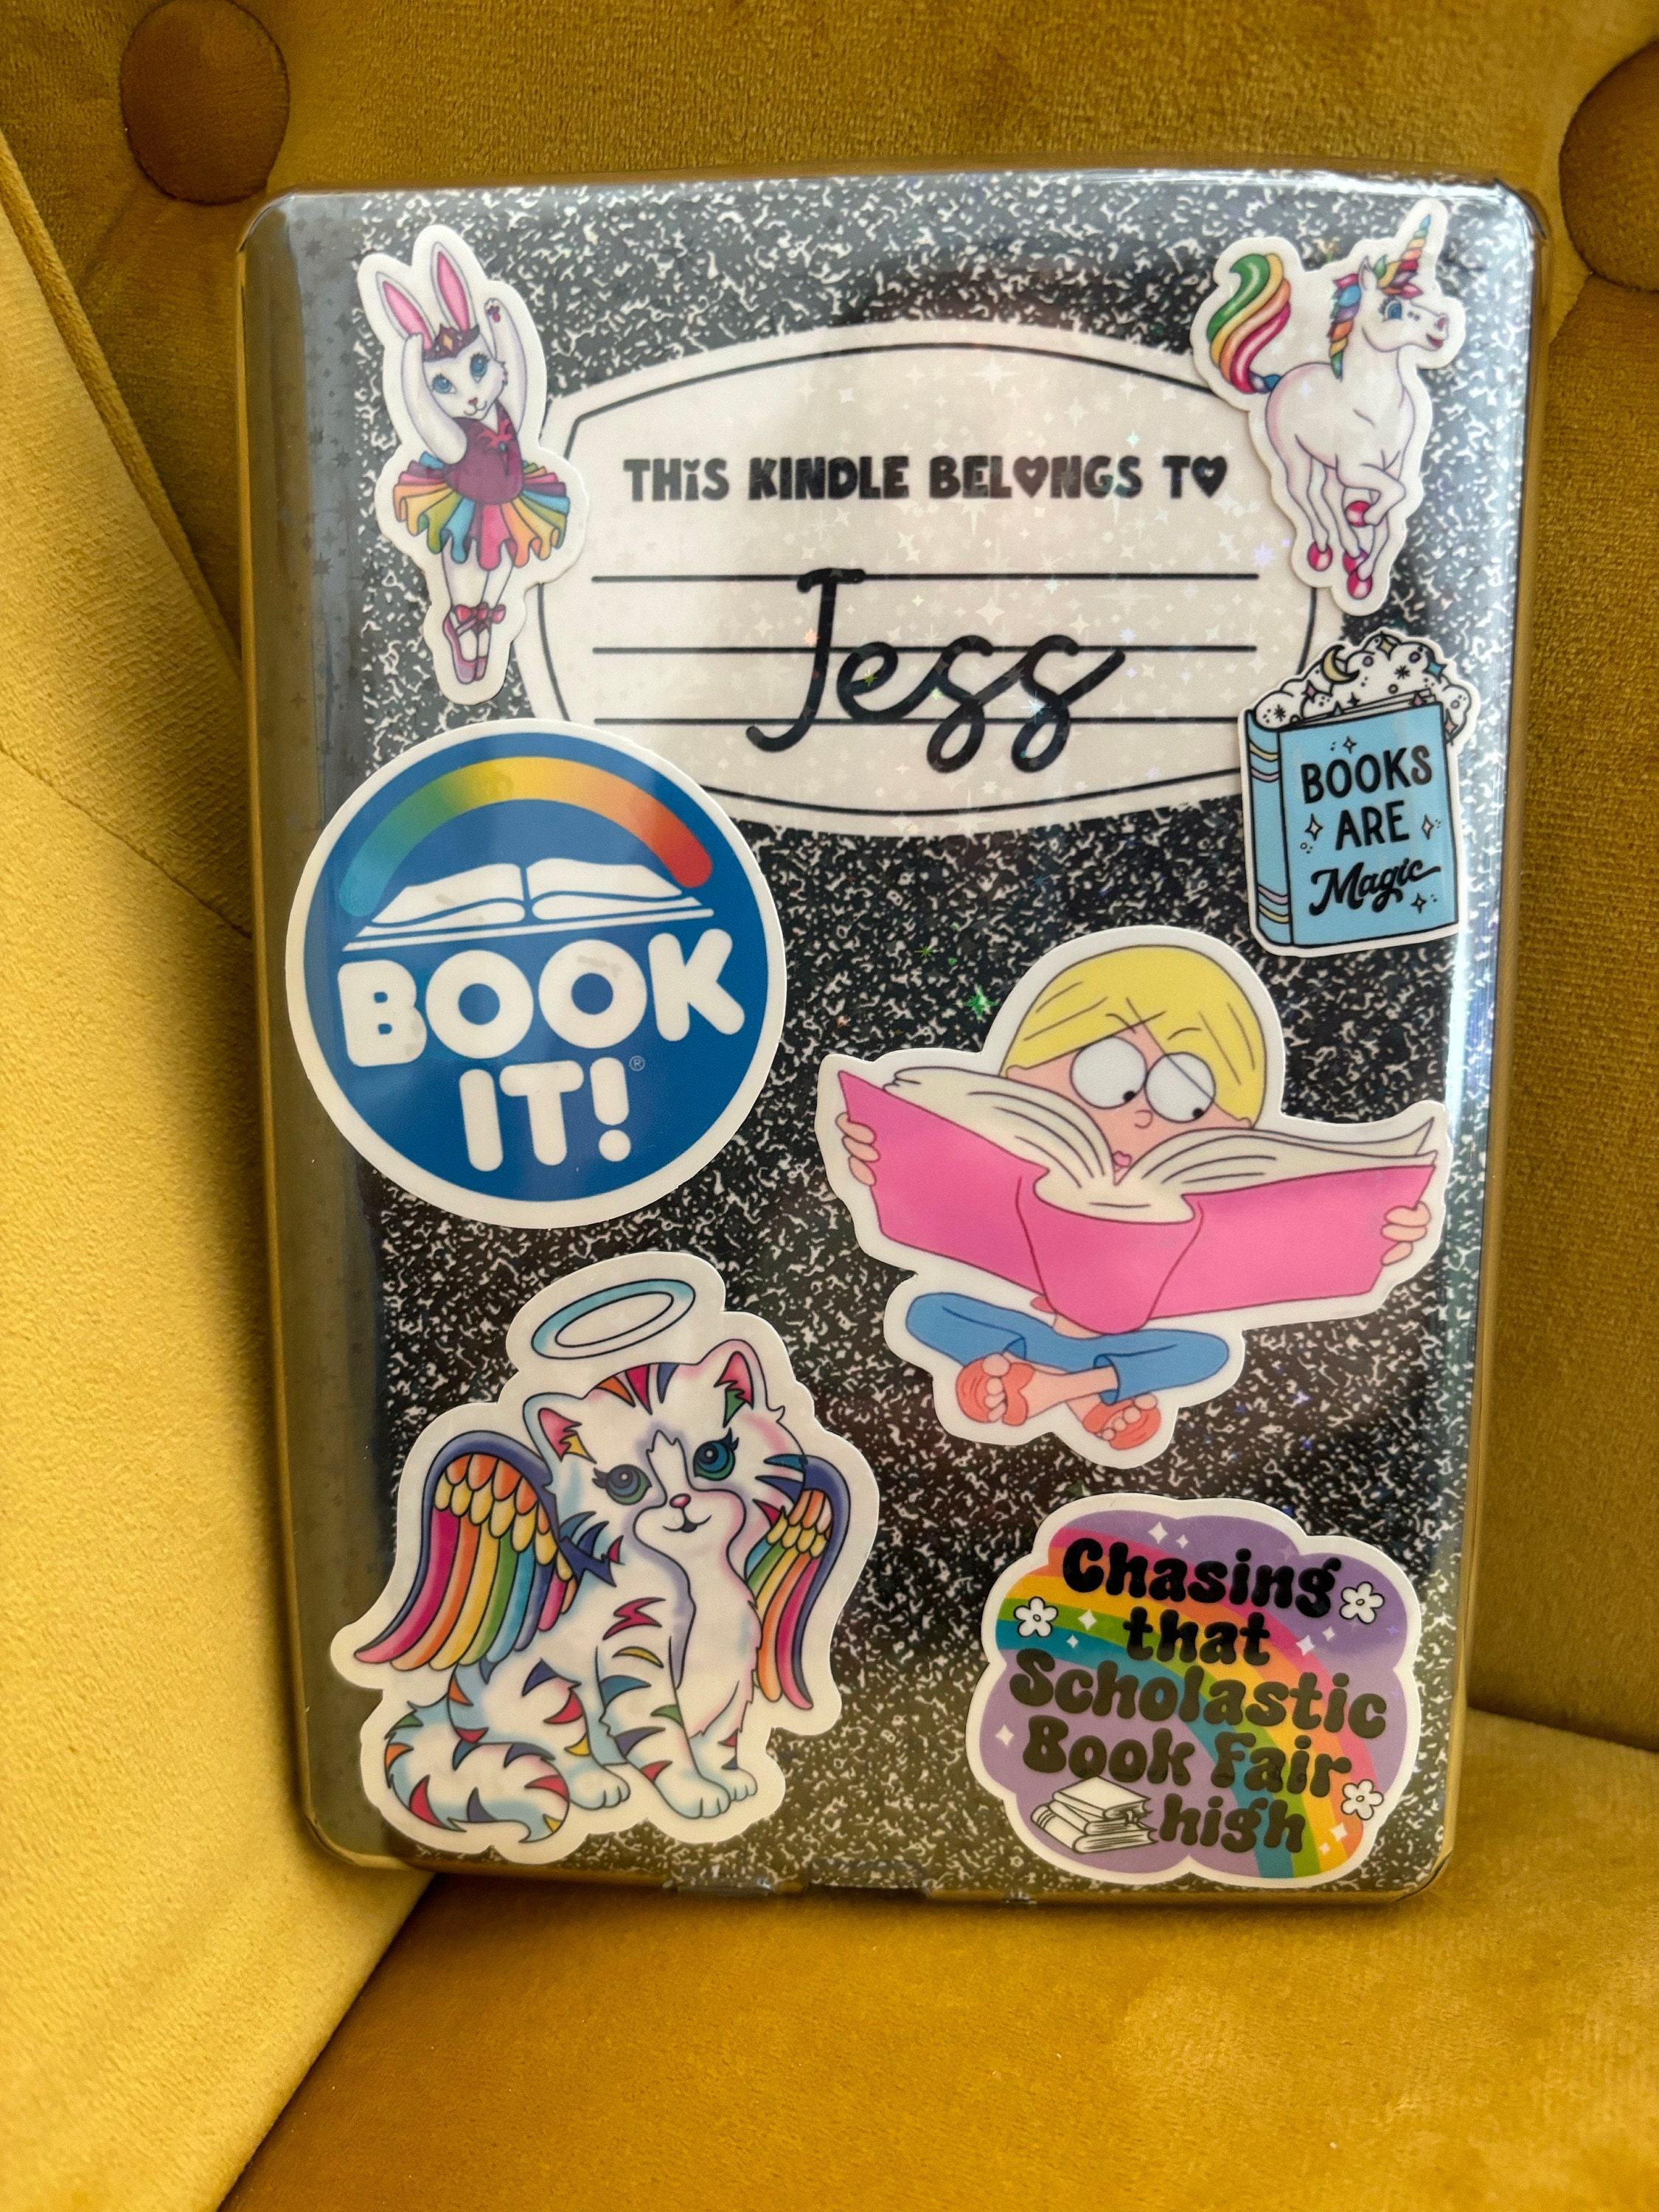 THiS KINDLE BELONGS TO
Jess
BOOKS
ARE
Magic
BOOK
IT!®
Chasing
that
Scholastic
Book Fair
high